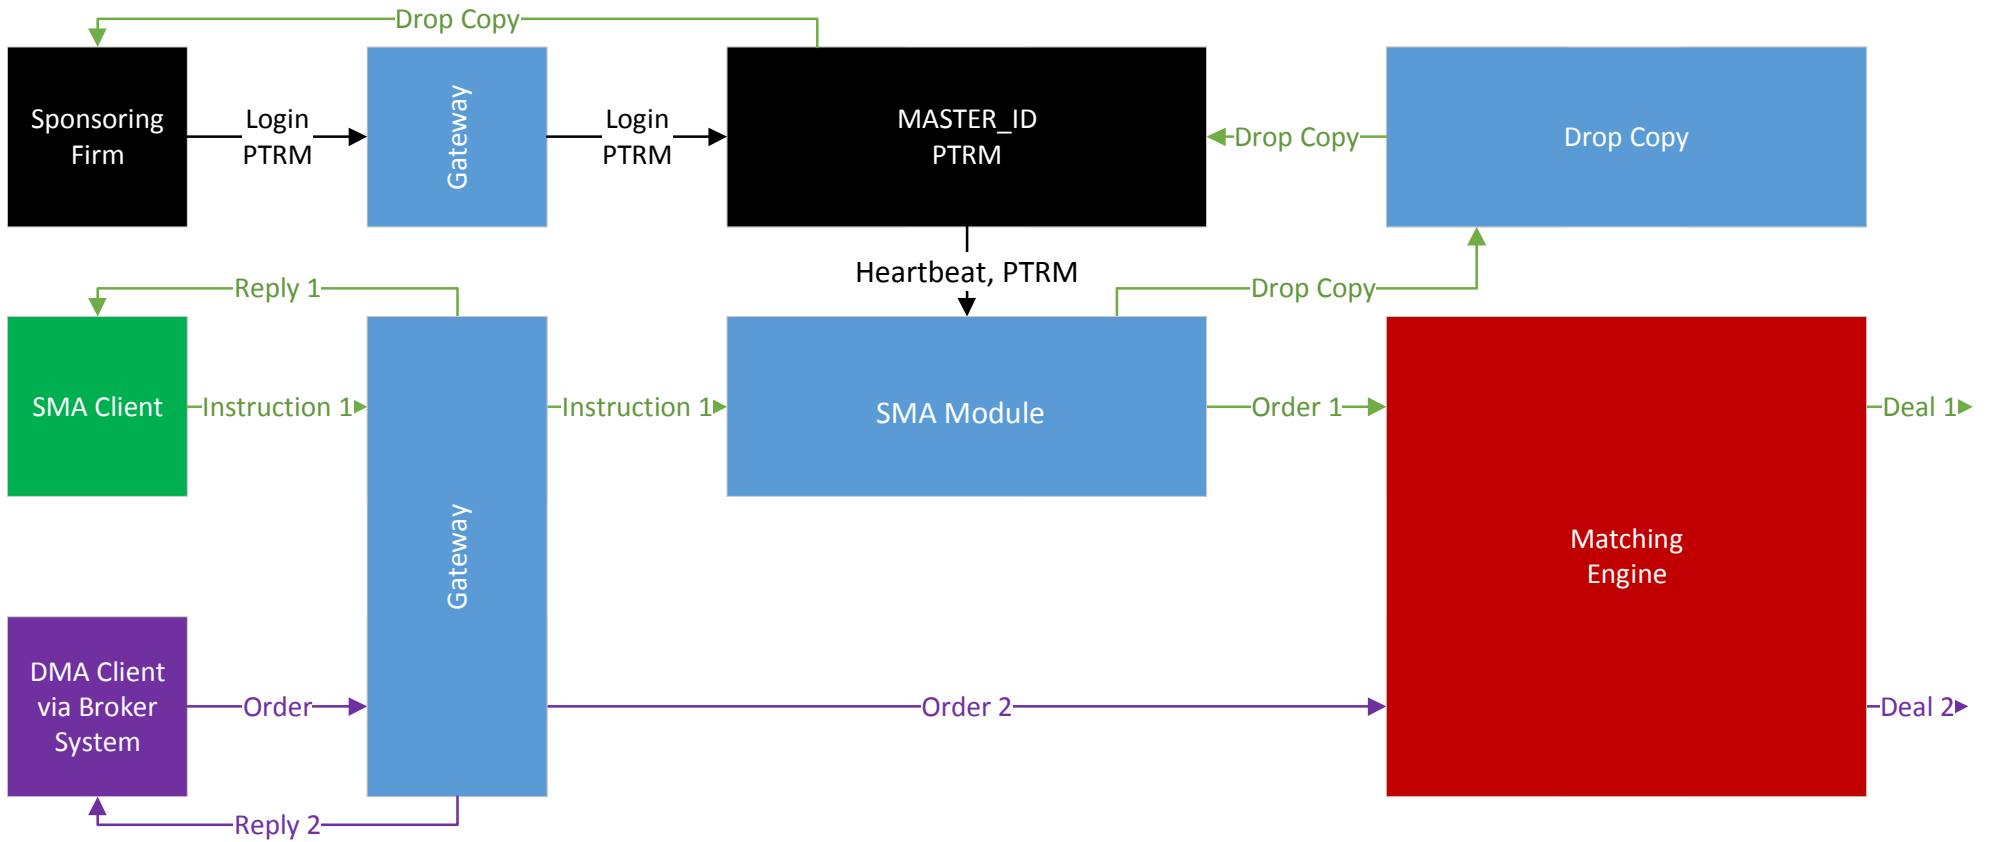 Drop Copy
Sponsoring
Firm
Login
PTRM
Gateway
Login
PTRM
MASTER_ID
PTRM
Drop Copy
Drop Copy
Heartbeat, PTRM
Reply 1
Drop Copy
SMA Client
Instruction 1
Instruction 1
SMA Module
Order 1
Deal 1
Gateway
Matching
Engine
DMA Client
via Broker
System
Order
Order 2
Deal 2
Reply 2